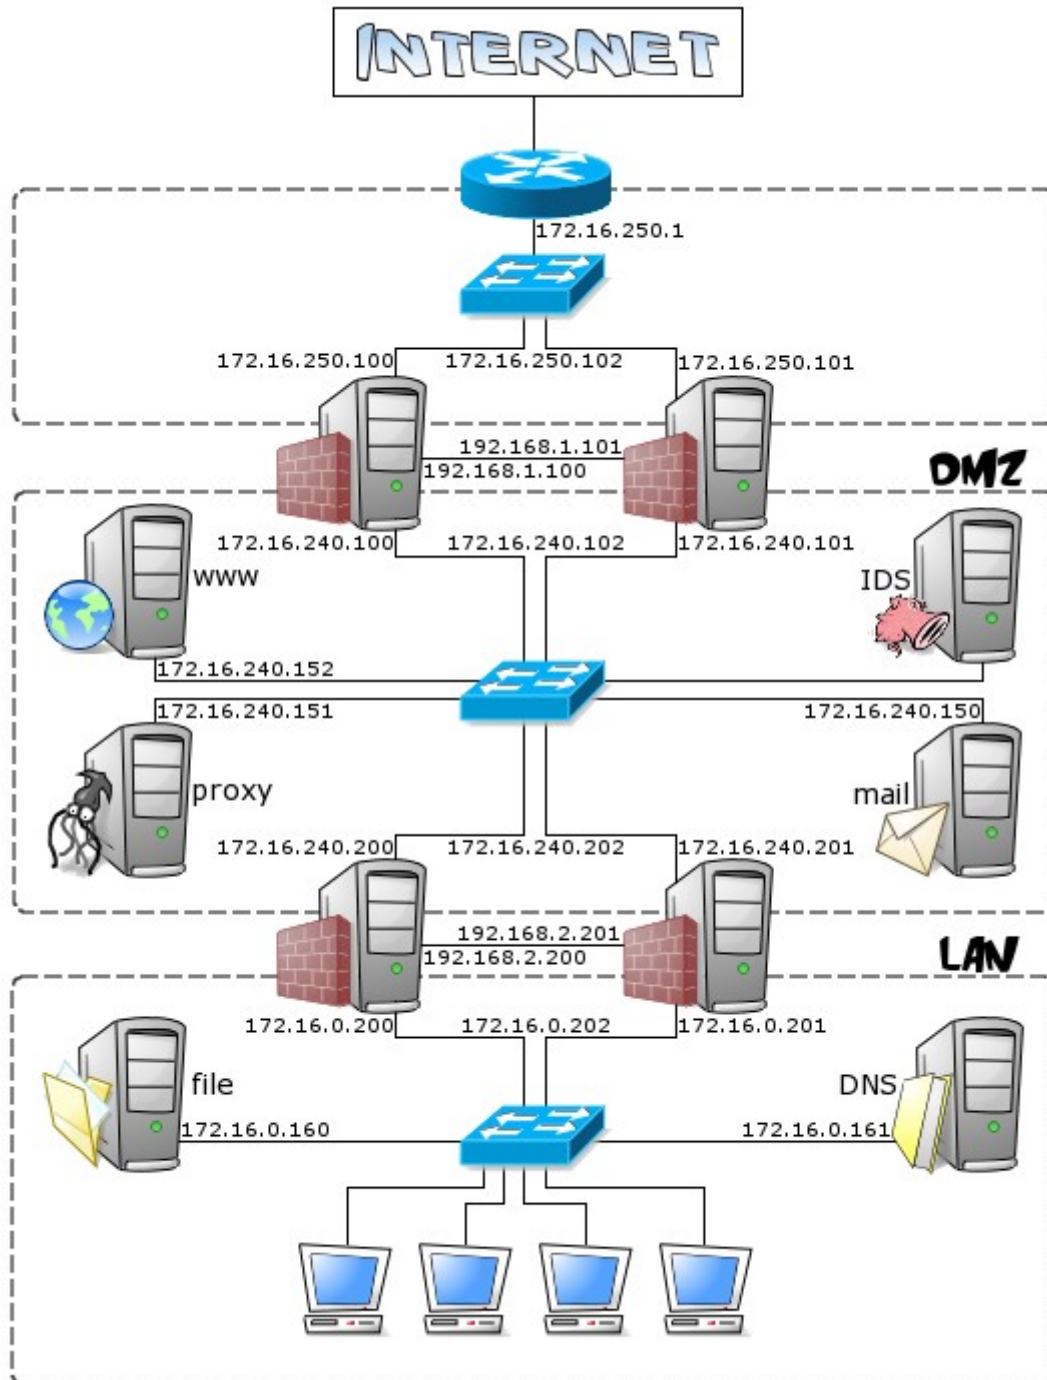 INTERNET
172.16.250.1
172.16.250.100 172.16.250.102 172.16.250.101
192.168.1.101
192.168.1.100
DMZ
172.16.240.100 172.16.240.102 172.16.240.101
www
IDS
172.16.240.152
172.16.240.151 172.16.240.150
proxy
mail
172.16.240.200 172.16.240.202 172.16.240.201
192.168.2.201
192.168.2.200
LAN
172.16.0.200 172.16.0.202 172.16.0.201
file
DNS
172.16.0.160 172.16.0.161